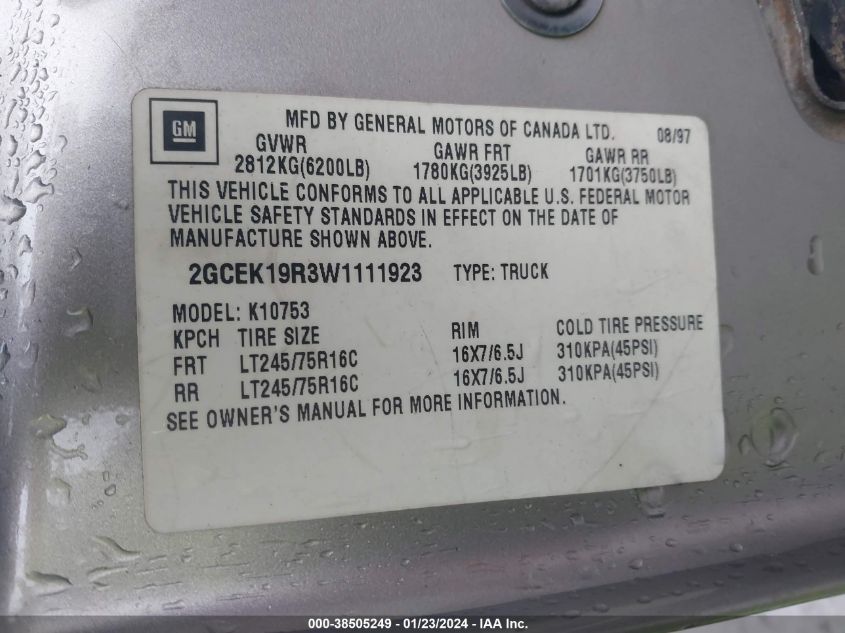 GM
MFD BY GENERAL MOTORS OF CANADA LTD. 08/97
GVWR GAWR FRT GAWR RR
2812KG(6200LB) 1780KG(3925LB) 1701KG(3750LB)
THIS VEHICLE CONFORMS TO ALL APPLICABLE U.S. FEDERAL MOTOR
VEHICLE SAFETY STANDARDS IN EFFECT ON THE DATE OF
MANUFACTURE SHOWN ABOVE.
2GCEK19R3W1111923 TYPE: TRUCK
MODEL: K10753
KPCH TIRE SIZE RIM COLD TIRE PRESSURE
FRT LT245/75R16C 16X7/6.5J 310KPA(45PSI)
RR LT245/75R16C 16X7/6.5J 310KPA(45PSI)
SEE OWNER'S MANUAL FOR MORE INFORMATION.
000-38505249 - 01/23/2024 - IAA Inc.